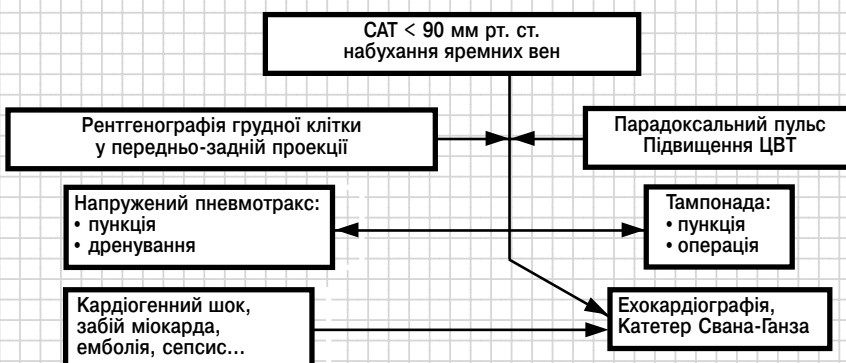 САТ < 90 мм рт. ст.
набухання яремних вен
Рентгенографія грудної клітки
у передньо-задній проекції
Парадоксальний пульс
Підвищення ЦВТ
Напружений пневмотракс:
• пункція
• дренування
Тампонада:
• пункція
• операція
Кардіогенний шок,
забій міокарда,
емболія, сепсис...
Ехокардіографія,
Катетер Свана-Ганза